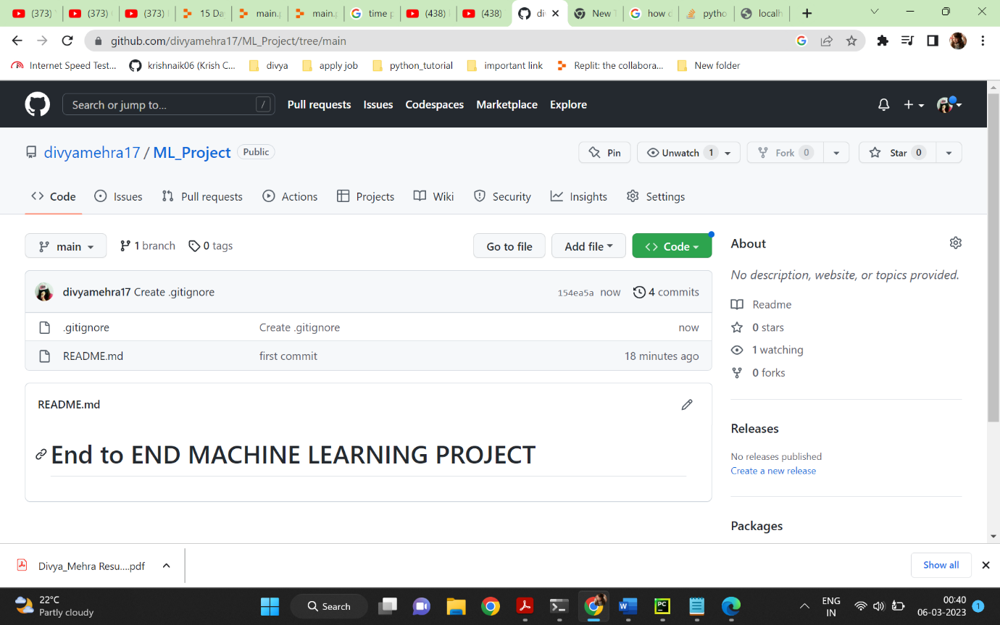 (373) (373) (373) 15 Da main.p main.p time p (438) (438) di New T how d pytho localh
github.com/divyamehra17/ML_Project/tree/main
Internet Speed Test... krishnaik06 (Krish C... divya apply job python_tutorial important link Replit: the collabora... New folder
Search or jump to... / Pull requests Issues Codespaces Marketplace Explore
divyamehra17 / ML_Project Public Pin Unwatch 1 Fork 0 Star 0
Code Issues Pull requests Actions Projects Wiki Security Insights Settings
main 1 branch 0 tags Go to file Add file Code
divyamehra17 Create .gitignore 154ea5a now 4 commits
.gitignore Create .gitignore now
README.md first commit 18 minutes ago
README.md
End to END MACHINE LEARNING PROJECT
About
No description, website, or topics provided.
Readme
0 stars
1 watching
0 forks
Releases
No releases published
Create a new release
Packages
Divya_Mehra Resu....pdf Show all
22°C
Partly cloudy
Search
ENG
IN
00:40
06-03-2023
1